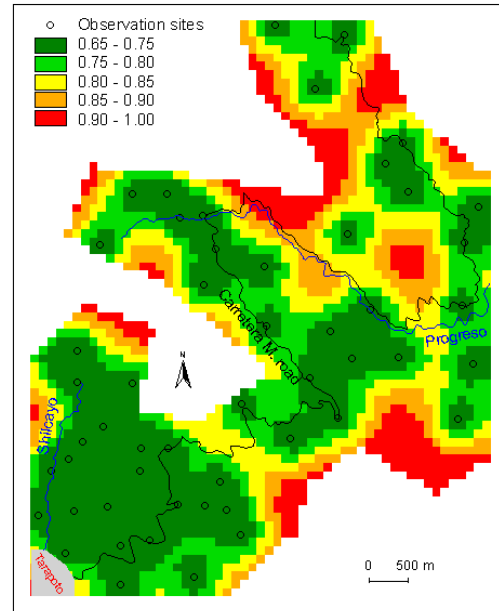 Observation sites
0.65 - 0.75
0.75 - 0.80
0.80 - 0.85
0.85 - 0.90
0.90 - 1.00
Carretera M. road
Progreso
N
Shilcayo
Tarapoto
0 500 m